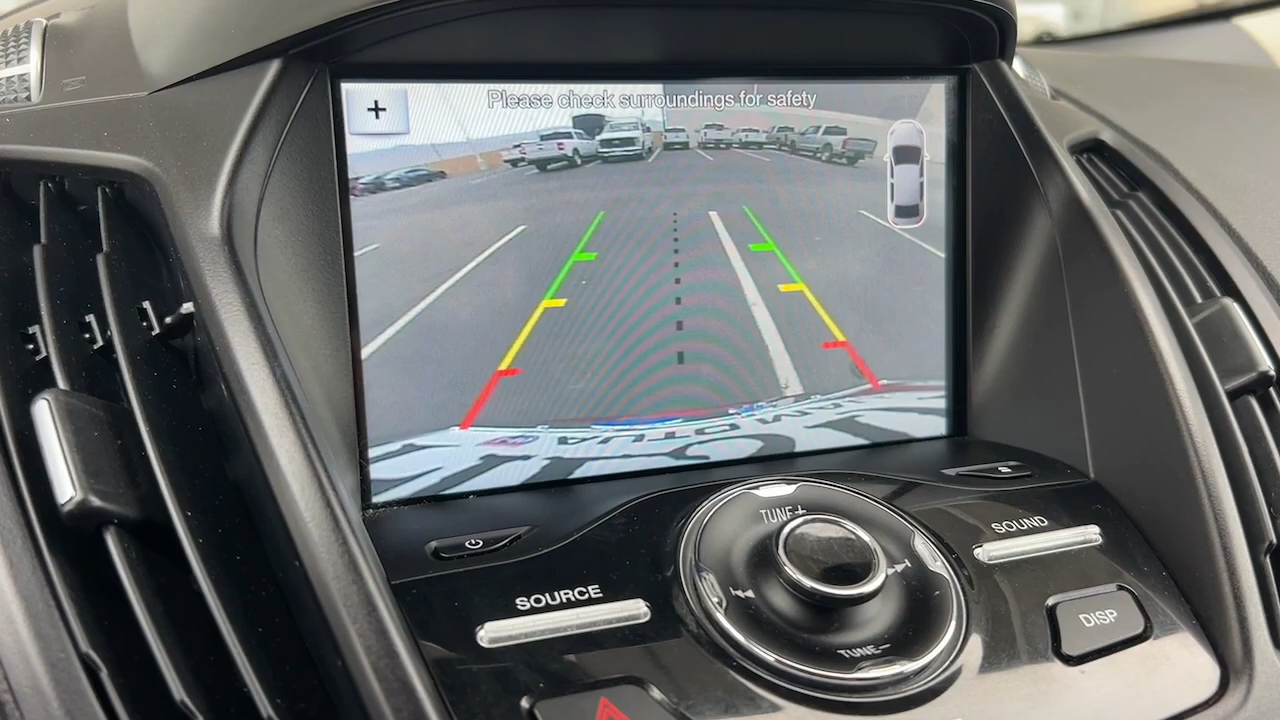 +
Please check surroundings for safety
TUNE+
SOUND
SOURCE
DISP
TUNE−